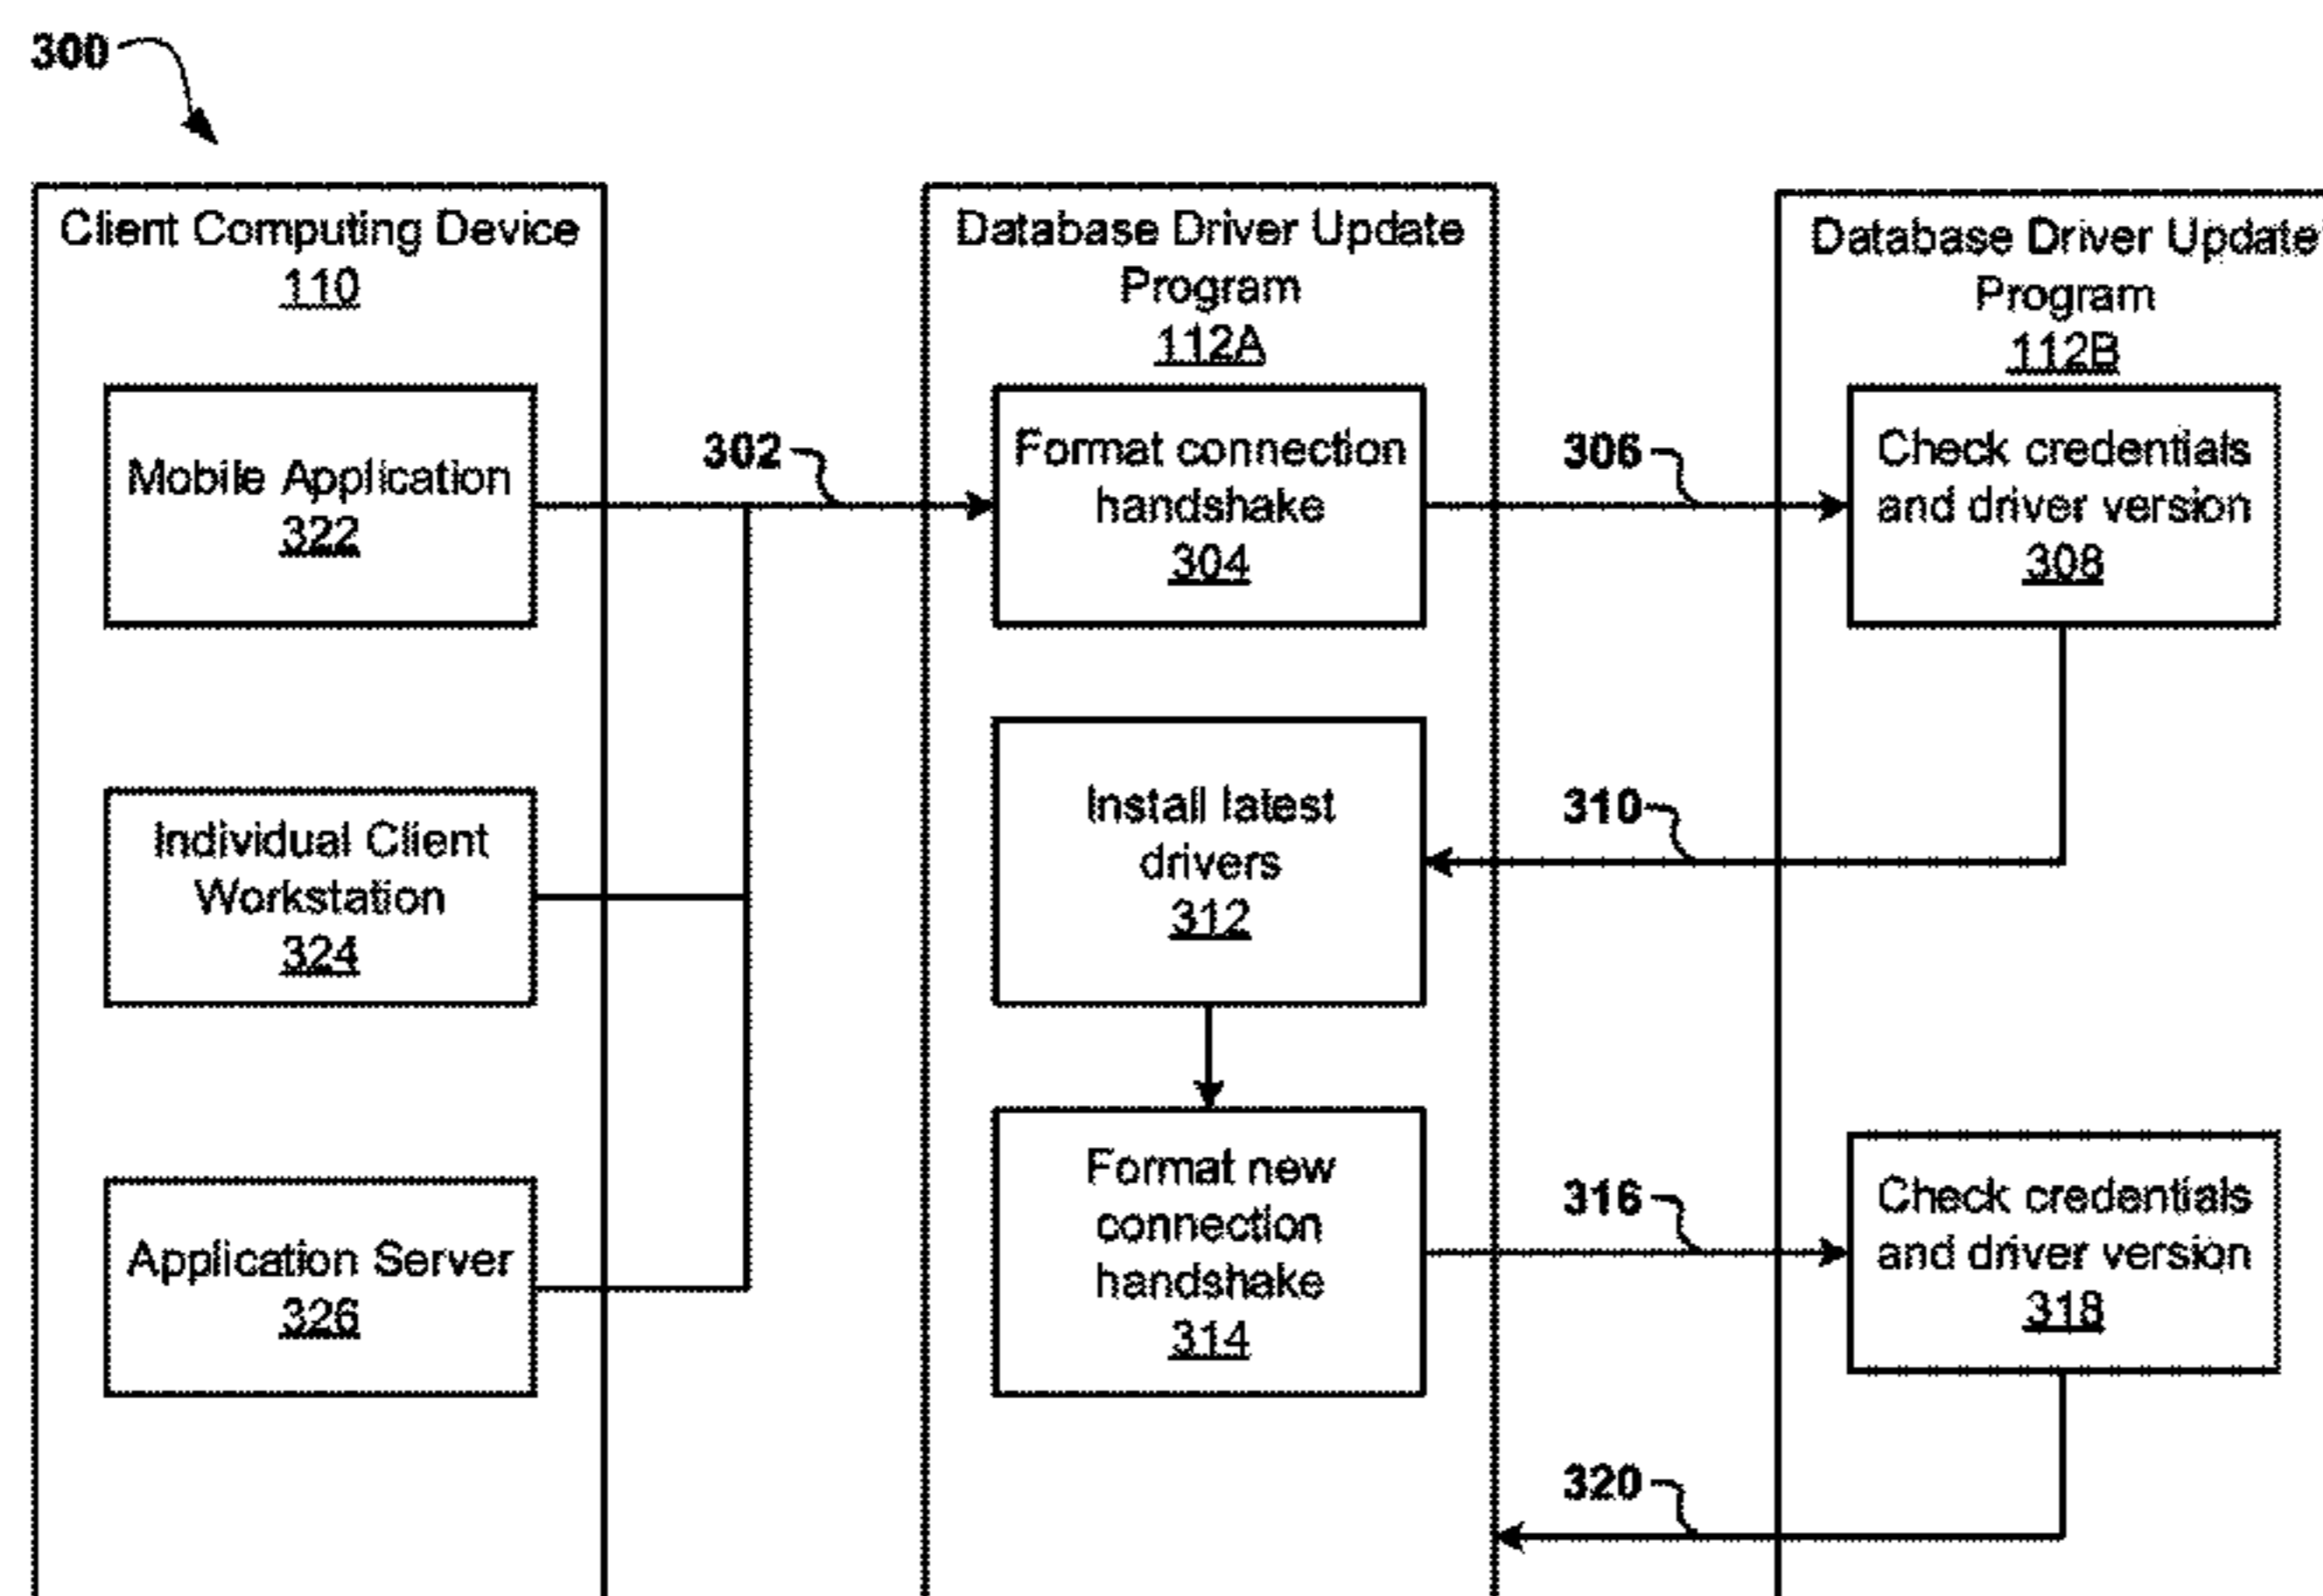 300
Client Computing Device
110
Mobile Application
322
Individual Client
Workstation
324
Application Server
326
302
Database Driver Update
Program
112A
Format connection
handshake
304
Install latest
drivers
312
Format new
connection
handshake
314
306
310
316
320
Database Driver Update
Program
112B
Check credentials
and driver version
308
Check credentials
and driver version
318